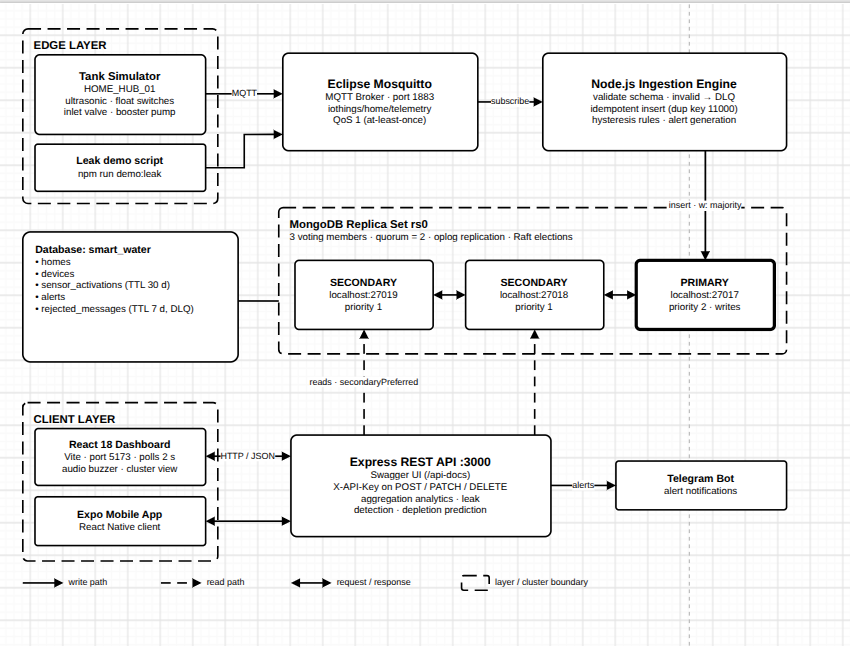 EDGE LAYER
Tank Simulator
HOME_HUB_01
ultrasonic · float switches
inlet valve · booster pump
Leak demo script
npm run demo:leak
MQTT
Eclipse Mosquitto
MQTT Broker · port 1883
iothings/home/telemetry
QoS 1 (at-least-once)
subscribe
Node.js Ingestion Engine
validate schema · invalid → DLQ
idempotent insert (dup key 11000)
hysteresis rules · alert generation
insert · w: majority
Database: smart_water
• homes
• devices
• sensor_activations (TTL 30 d)
• alerts
• rejected_messages (TTL 7 d, DLQ)
MongoDB Replica Set rs0
3 voting members · quorum = 2 · oplog replication · Raft elections
SECONDARY
localhost:27019
priority 1
SECONDARY
localhost:27018
priority 1
PRIMARY
localhost:27017
priority 2 · writes
reads · secondaryPreferred
CLIENT LAYER
React 18 Dashboard
Vite · port 5173 · polls 2 s
audio buzzer · cluster view
Expo Mobile App
React Native client
HTTP / JSON
Express REST API :3000
Swagger UI (/api-docs)
X-API-Key on POST / PATCH / DELETE
aggregation analytics · leak
detection · depletion prediction
alerts
Telegram Bot
alert notifications
write path
read path
request / response
layer / cluster boundary